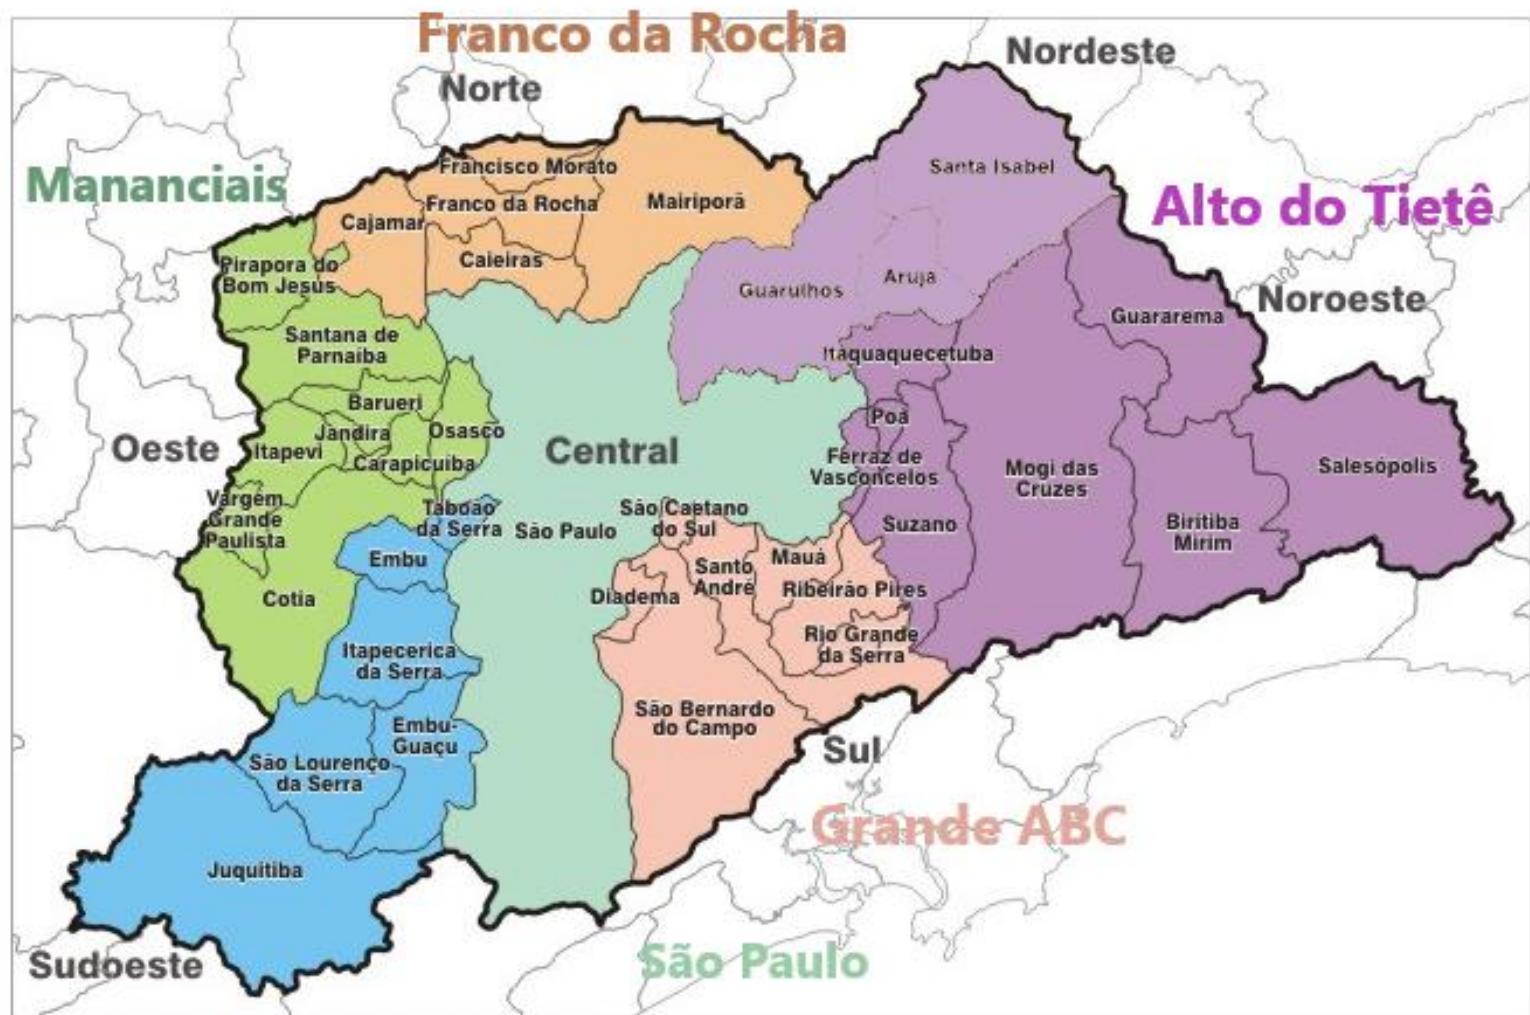 Franco da Rocha
Nordeste
Norte
Francisco Morato
Santa Isabel
Mananciais
Franco da Rocha
Mairiporã
Alto do Tietê
Cajamar
Caieiras
Pirapora do
Bom Jesus
Guarulhos
Aruja
Guararema
Noroeste
Santana de
Parnaíba
Itaquaquecetuba
Barueri
Jandira
Osasco
Poá
Oeste
Itapevi
Carapicuíba
Central
Ferraz de
Vasconcelos
Mogi das
Cruzes
Salesópolis
Vargem
Grande
Paulista
Taboão
da Serra
São Paulo
São Caetano
do Sul
Suzano
Biritiba
Mirim
Embu
Santo
André
Mauá
Ribeirão Pires
Cotia
Diadema
Rio Grande
da Serra
Itapecerica
da Serra
São Bernardo
do Campo
Embu-
Guaçu
São Lourenço
da Serra
Sul
Grande ABC
Juquitiba
Sudoeste
São Paulo